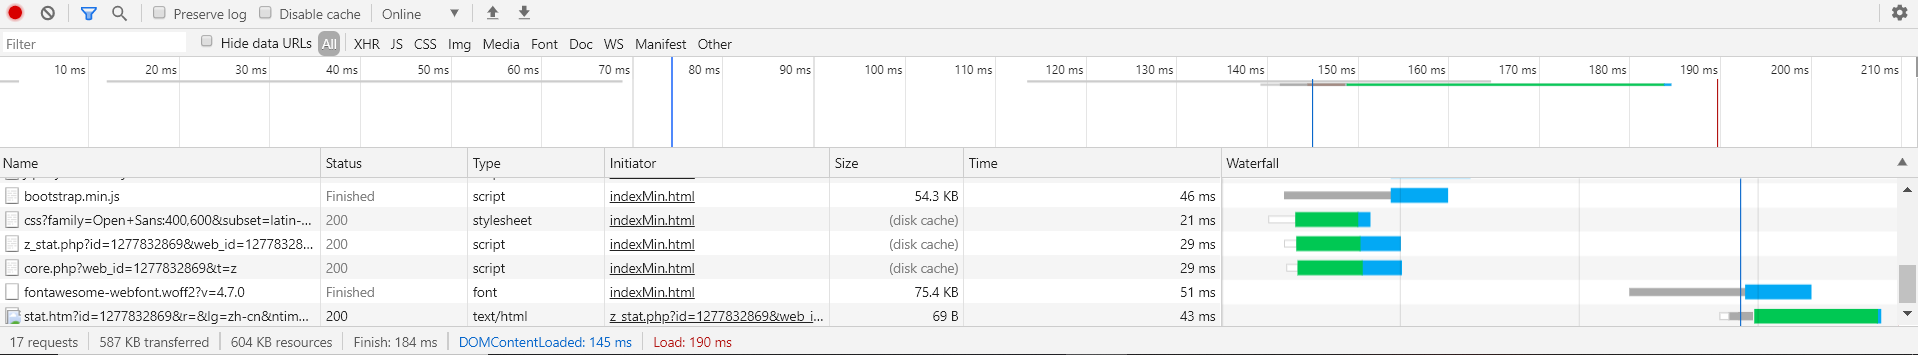 Preserve log Disable cache Online
Filter Hide data URLs All XHR JS CSS Img Media Font Doc WS Manifest Other
10 ms 20 ms 30 ms 40 ms 50 ms 60 ms 70 ms 80 ms 90 ms 100 ms 110 ms 120 ms 130 ms 140 ms 150 ms 160 ms 170 ms 180 ms 190 ms 200 ms 210 ms
Name Status Type Initiator Size Time Waterfall
bootstrap.min.js Finished script indexMin.html 54.3 KB 46 ms
css?family=Open+Sans:400,600&subset=latin-... 200 stylesheet indexMin.html (disk cache) 21 ms
z_stat.php?id=1277832869&web_id=12778328... 200 script indexMin.html (disk cache) 29 ms
core.php?web_id=1277832869&t=z 200 script indexMin.html (disk cache) 29 ms
fontawesome-webfont.woff2?v=4.7.0 Finished font indexMin.html 75.4 KB 51 ms
stat.htm?id=1277832869&r=&lg=zh-cn&ntim... 200 text/html z_stat.php?id=1277832869&web_i... 69 B 43 ms
17 requests 587 KB transferred 604 KB resources Finish: 184 ms DOMContentLoaded: 145 ms Load: 190 ms